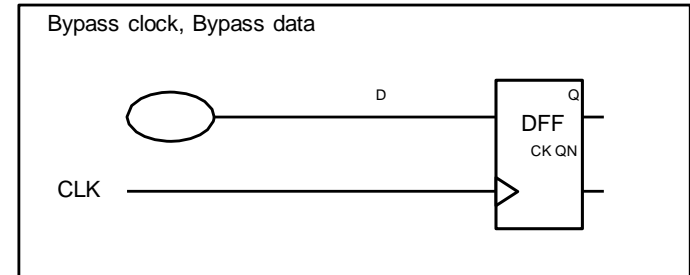 Bypass clock, Bypass data
D
Q
DFF
CK QN
CLK